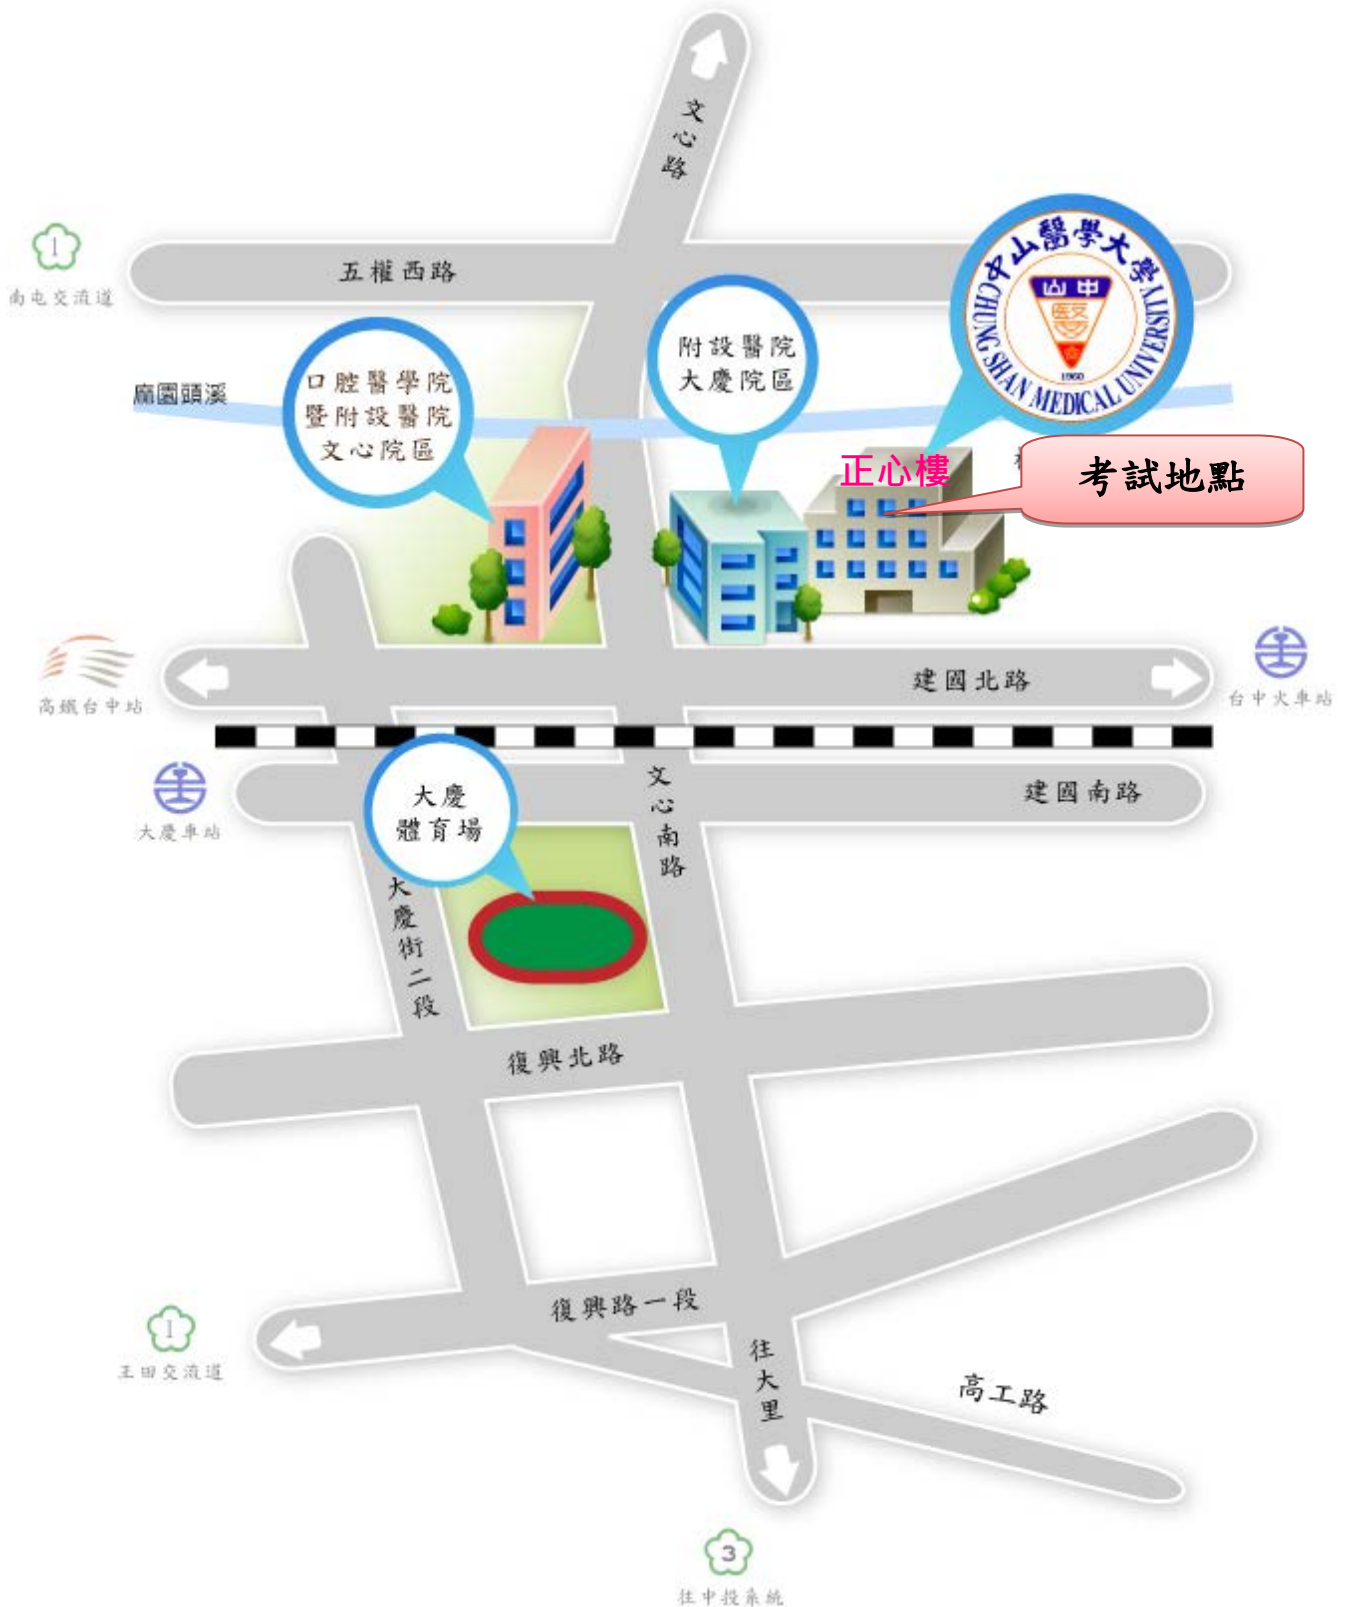 文心路
1
南屯交流道
五權西路
中山醫學大學
CHUNG SHAN MEDICAL UNIVERSITY
山中
1960
附設醫院
大慶院區
口腔醫學院
暨附設醫院
文心院區
麻園頭溪
正心樓
考試地點
高鐵台中站
建國北路
台中火車站
大慶車站
大慶
體育場
文心南路
建國南路
大慶街二段
復興北路
復興路一段
1
王田交流道
往大里
高工路
3
往中投系統